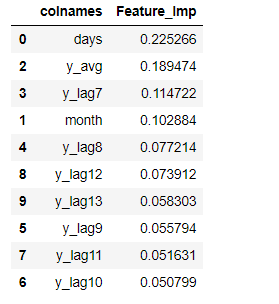 colnames Feature_Imp
0 days 0.225266
2 y_avg 0.189474
3 y_lag7 0.114722
1 month 0.102884
4 y_lag8 0.077214
8 y_lag12 0.073912
9 y_lag13 0.058303
5 y_lag9 0.055794
7 y_lag11 0.051631
6 y_lag10 0.050799